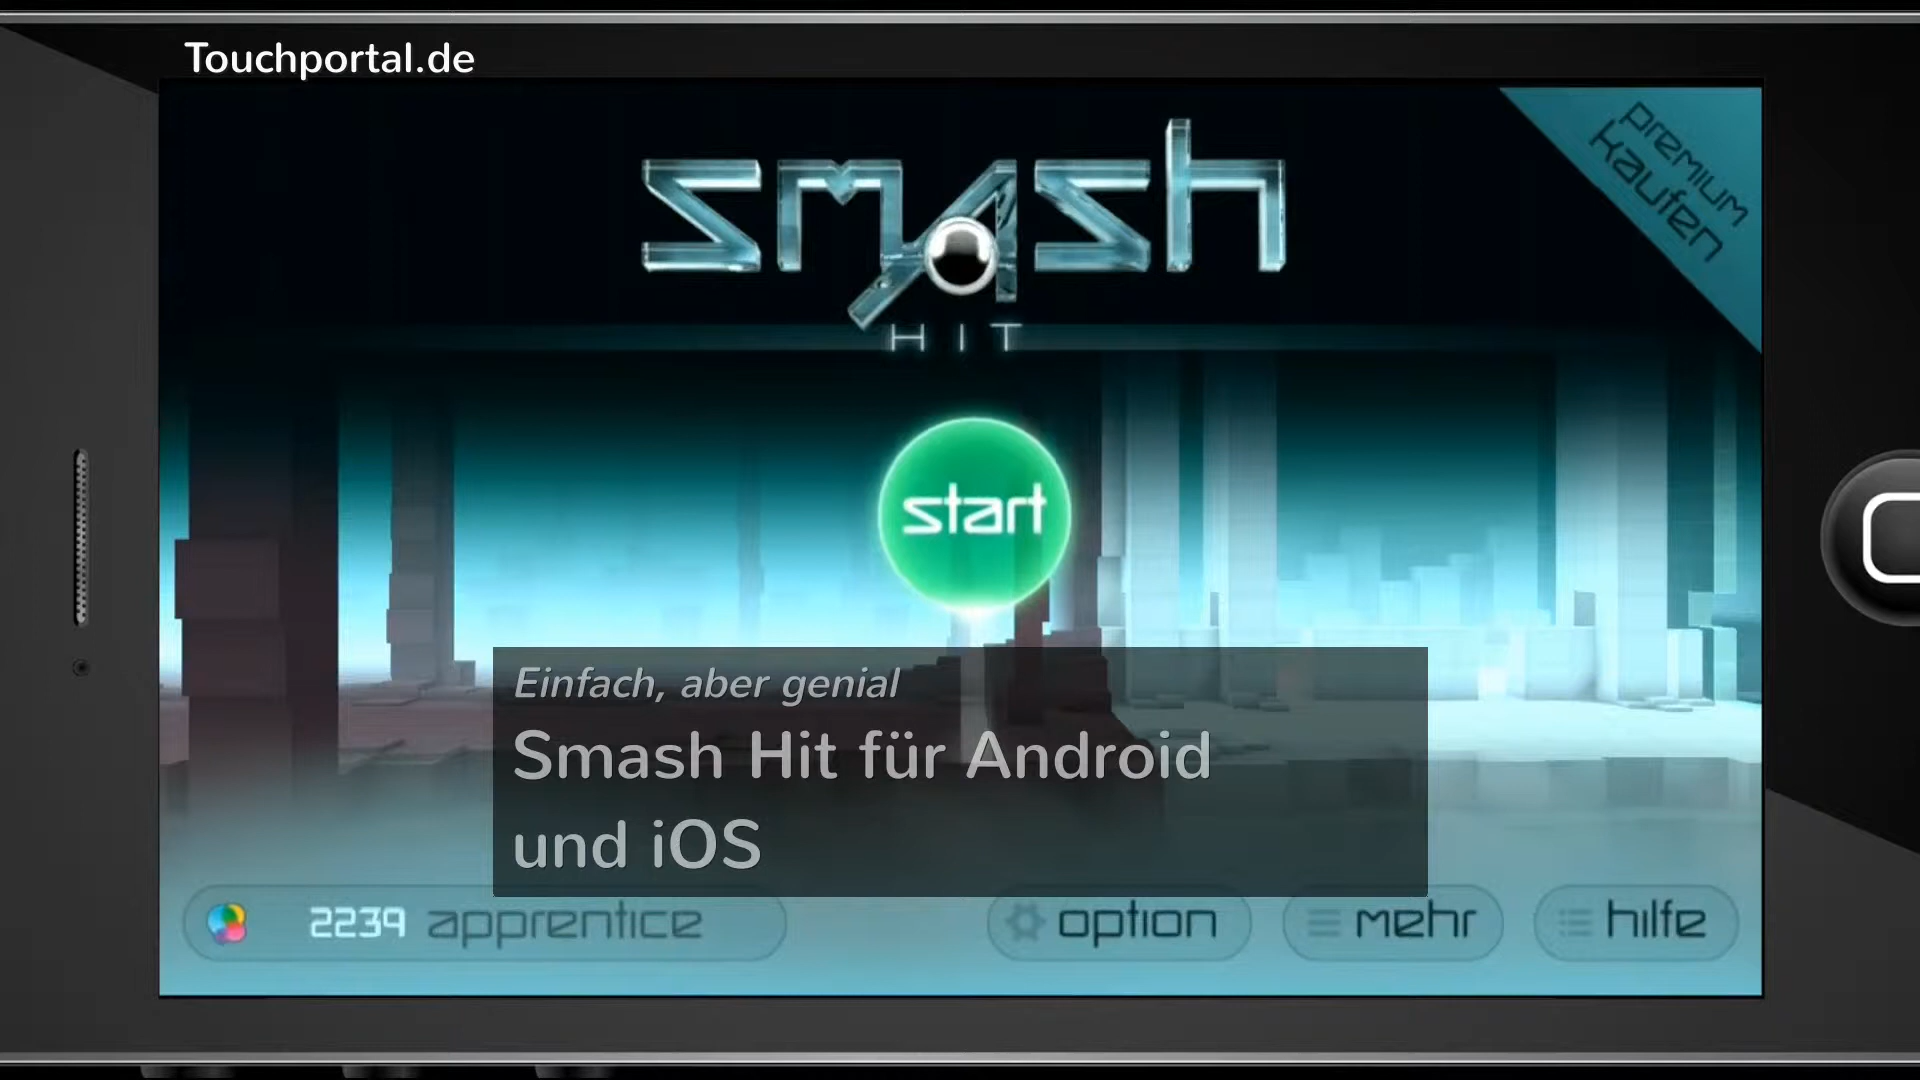 Touchportal.de
smash
HIT
premium
kaufen
start
Einfach, aber genial
Smash Hit für Android
und iOS
2239 apprentice
option
mehr
hilfe